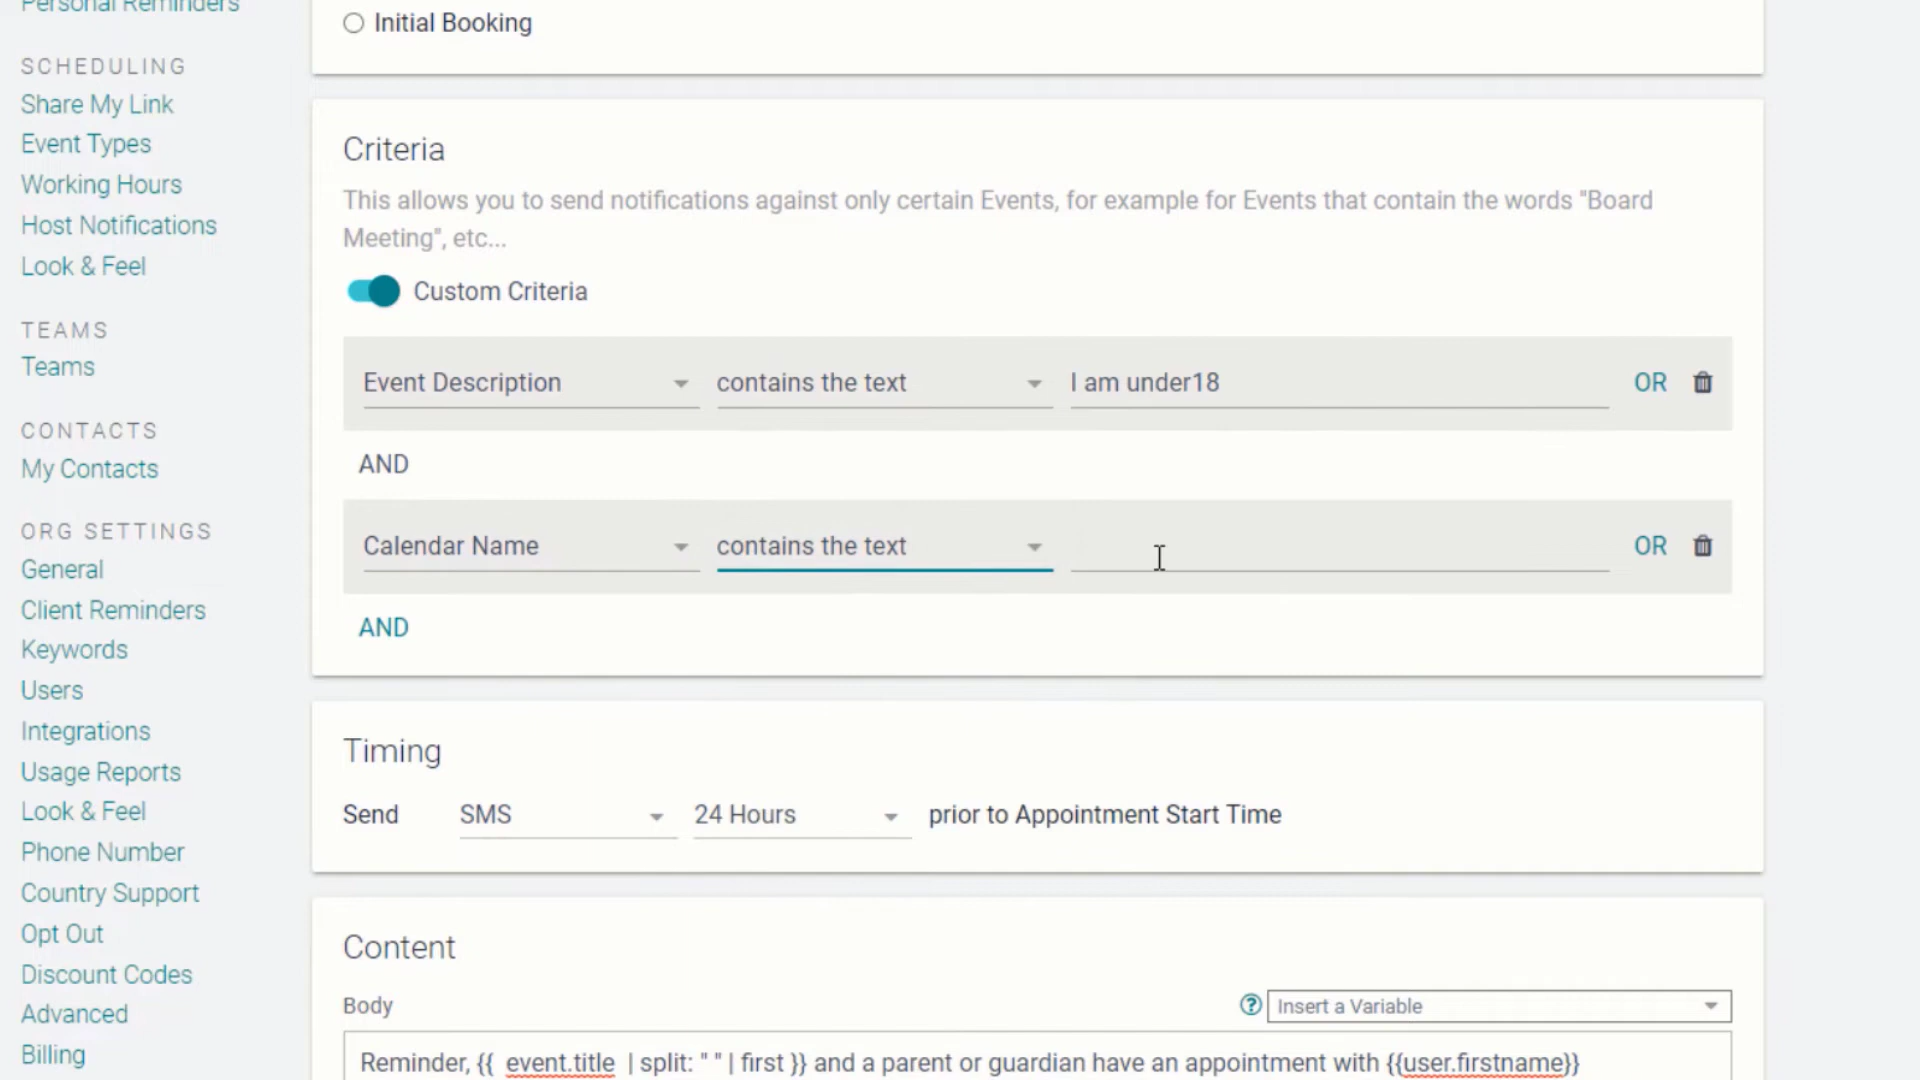 Personal Reminders
SCHEDULING
Share My Link
Event Types
Working Hours
Host Notifications
Look & Feel
TEAMS
Teams
CONTACTS
My Contacts
ORG SETTINGS
General
Client Reminders
Keywords
Users
Integrations
Usage Reports
Look & Feel
Phone Number
Country Support
Opt Out
Discount Codes
Advanced
Billing
Initial Booking
Criteria
This allows you to send notifications against only certain Events, for example for Events that contain the words "Board
Meeting", etc...
Custom Criteria
Event Description contains the text I am under18 OR
AND
Calendar Name contains the text OR
AND
Timing
Send SMS 24 Hours prior to Appointment Start Time
Content
Body ? Insert a Variable
Reminder, {{ event.title | split: " " | first }} and a parent or guardian have an appointment with {{user.firstname}}